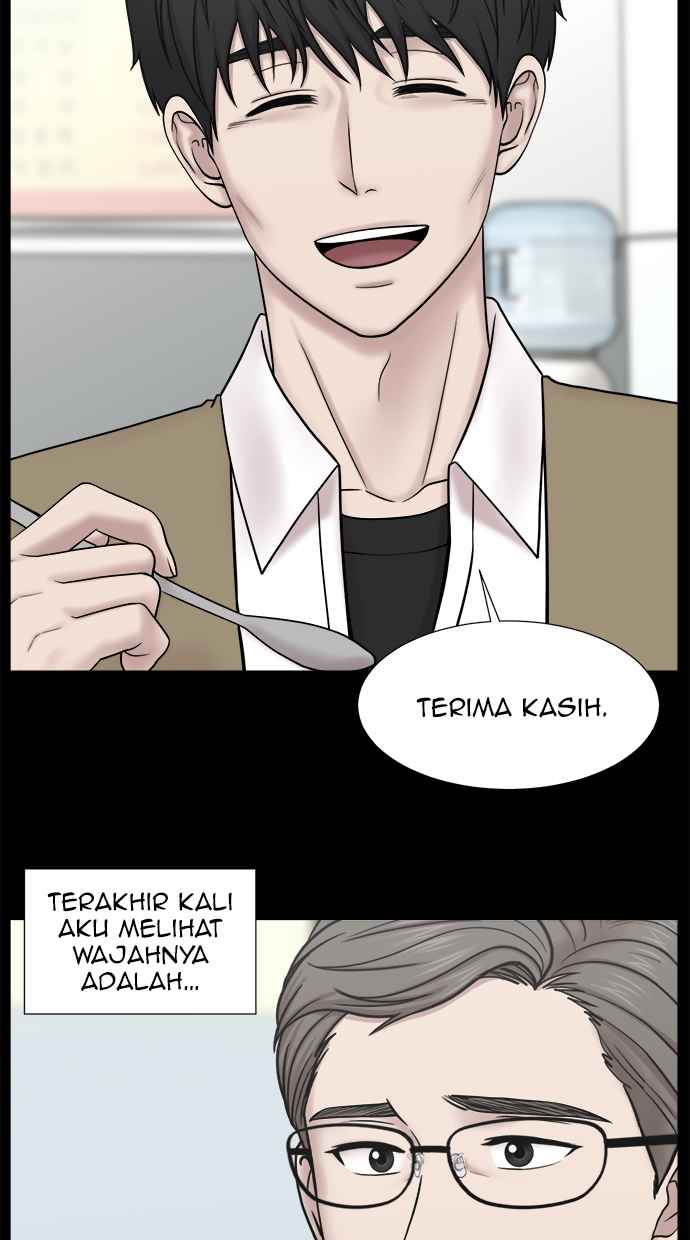 TERIMA KASIH.
TERAKHIR KALI
AKU MELIHAT
WAJAHNYA
ADALAH...